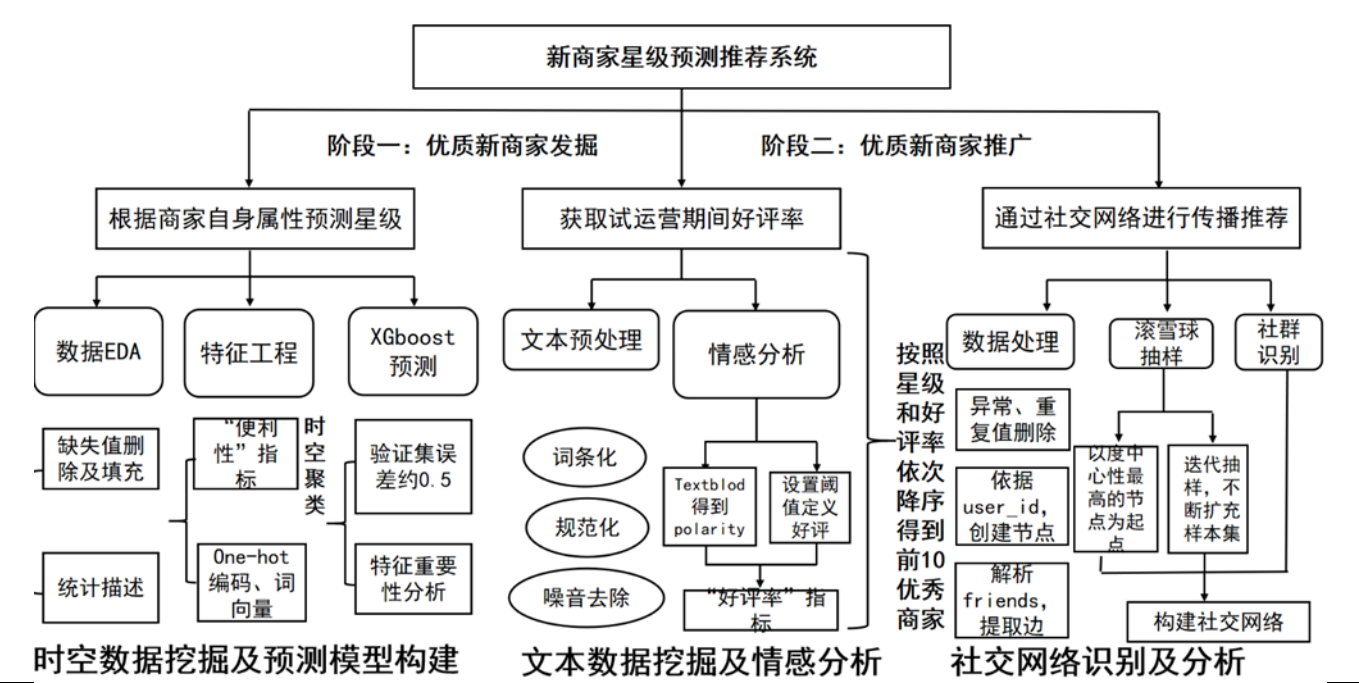 新商家星级预测推荐系统
阶段一：优质新商家发掘
阶段二：优质新商家推广
根据商家自身属性预测星级
获取试运营期间好评率
通过社交网络进行传播推荐
数据EDA
特征工程
XGboost
预测
文本预处理
情感分析
数据处理
滚雪球
抽样
社群
识别
缺失值删
除及填充
统计描述
“便利
性”指
标
One-hot
编码、词
向量
时
空
聚
类
验证集误
差约0.5
特征重要
性分析
词条化
规范化
噪音去除
Textblod
得到
polarity
设置阈
值定义
好评
“好评率”指
标
按照
星级
和好
评率
依次
降序
得到
前10
优秀
商家
异常、重
复值删除
依据
user_id,
创建节点
解析
friends,
提取边
以度中
心性最
高的节
点为起
点
迭代抽
样，不
断扩充
样本集
构建社交网络
时空数据挖掘及预测模型构建
文本数据挖掘及情感分析
社交网络识别及分析